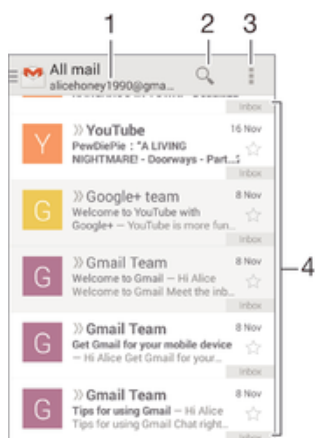 1
2
3
All mail
alicehoney1990@gma...
Inbox
YouTube
16 Nov
Y
PewDiePie : "A LIVING
NIGHTMARE! - Doorways - Part...
Inbox
Google+ team
8 Nov
G
Welcome to YouTube with
Google+ – YouTube is more fun...
Inbox
4
Gmail Team
8 Nov
G
Welcome to Gmail – Hi Alice
Welcome to Gmail Meet the inb...
Inbox
Gmail Team
8 Nov
G
Get Gmail for your mobile device
– Hi Alice Get Gmail for your...
Inbox
Gmail Team
8 Nov
G
Tips for using Gmail – Hi Alice
Tips for using Gmail Chat right...
Inbox